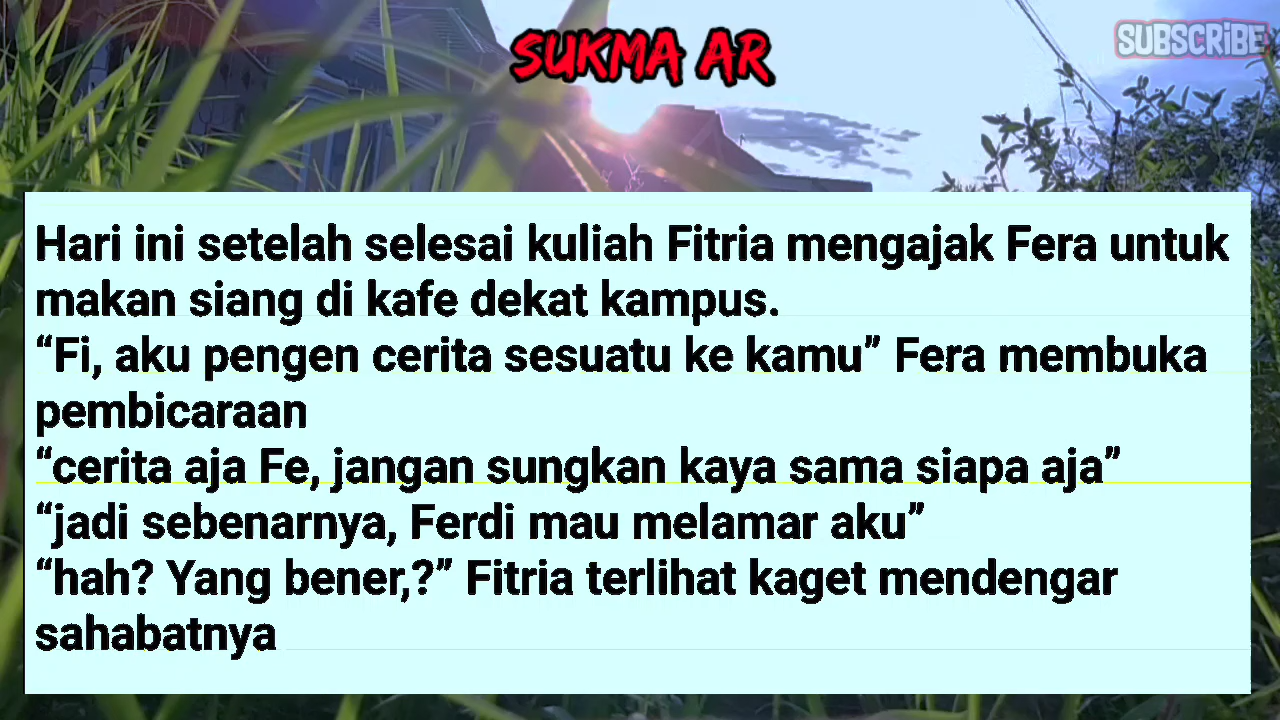 SUKMA AR
SUBSCRiBE
Hari ini setelah selesai kuliah Fitria mengajak Fera untuk
makan siang di kafe dekat kampus.
“Fi, aku pengen cerita sesuatu ke kamu” Fera membuka
pembicaraan
“cerita aja Fe, jangan sungkan kaya sama siapa aja”
“jadi sebenarnya, Ferdi mau melamar aku”
“hah? Yang bener,?” Fitria terlihat kaget mendengar
sahabatnya